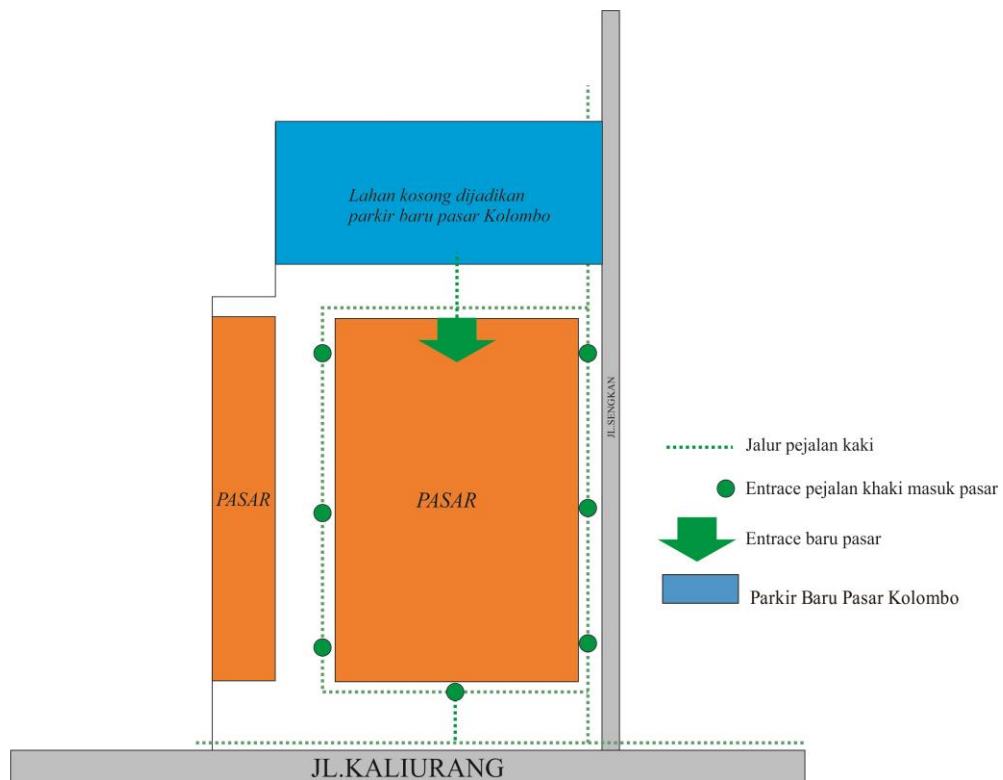 Lahan kosong dijadikan
parkir baru pasar Kolombo
JL.SENGKAN
PASAR
PASAR
Jalur pejalan kaki
Entrace pejalan khaki masuk pasar
Entrace baru pasar
Parkir Baru Pasar Kolombo
JL.KALIURANG